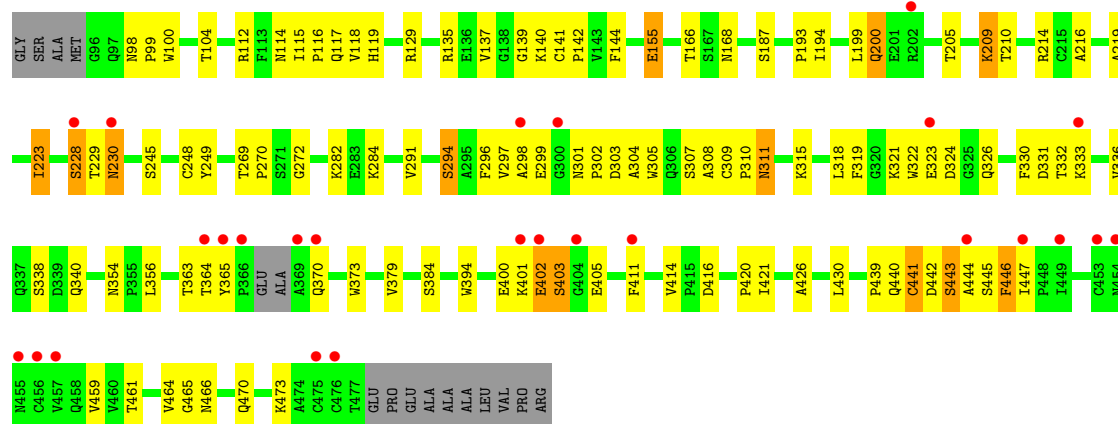 GLY SER ALA MET G96 Q97 N98 P99 W100 T104 R112 F113 N114 I115 P116 Q117 V118 H119 R129 R135 E136 V137 G138 G139 K140 C141 P142 V143 F144 E155 T166 S167 N168 S187 P193 I194 L199 Q200 E201 R202 T205 K209 T210 R214 C215 A216 A219
I223 S228 T229 N230 S245 C248 Y249 T269 P270 S271 G272 K282 E283 K284 V291 S294 A295 F296 V297 A298 E299 G300 N301 P302 D303 A304 W305 Q306 S307 A308 C309 P310 N311 K315 L318 F319 G320 K321 W322 E323 D324 G325 Q326 F330 D331 T332 K333 V336
Q337 S338 D339 Q340 N354 P355 L356 T363 T364 Y365 P366 GLU ALA A369 Q370 W373 V379 S384 W394 E400 K401 E402 S403 G404 E405 F411 V414 P415 D416 P420 I421 A426 L430 P439 Q440 C441 D442 S443 A444 S445 F446 I447 P448 I449 C453 N454
N455 C456 V457 Q458 V459 V460 T461 V464 G465 N466 Q470 K473 A474 C475 C476 T477 GLU PRO GLU ALA ALA ALA LEU VAL PRO ARG